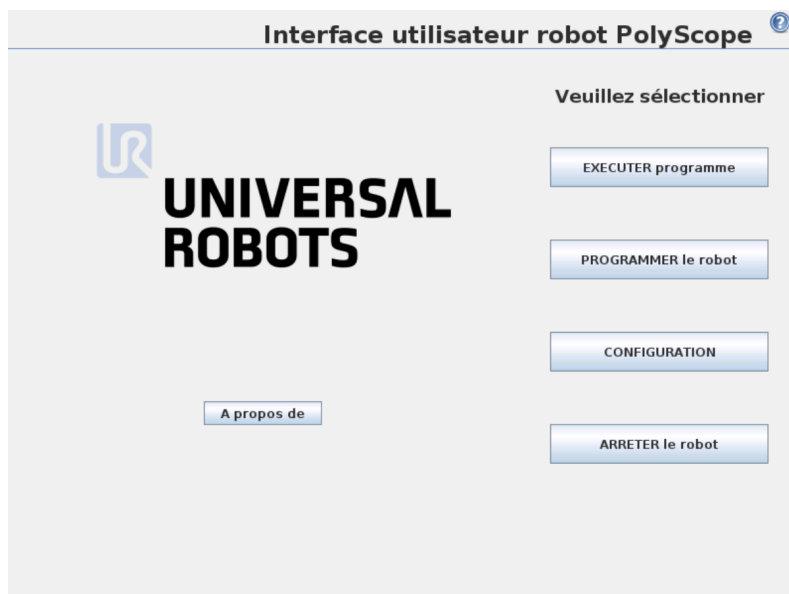 Interface utilisateur robot PolyScope
?
Veuillez sélectionner
UR
UNIVERSAL
ROBOTS
EXECUTER programme
PROGRAMMER le robot
CONFIGURATION
A propos de
ARRETER le robot